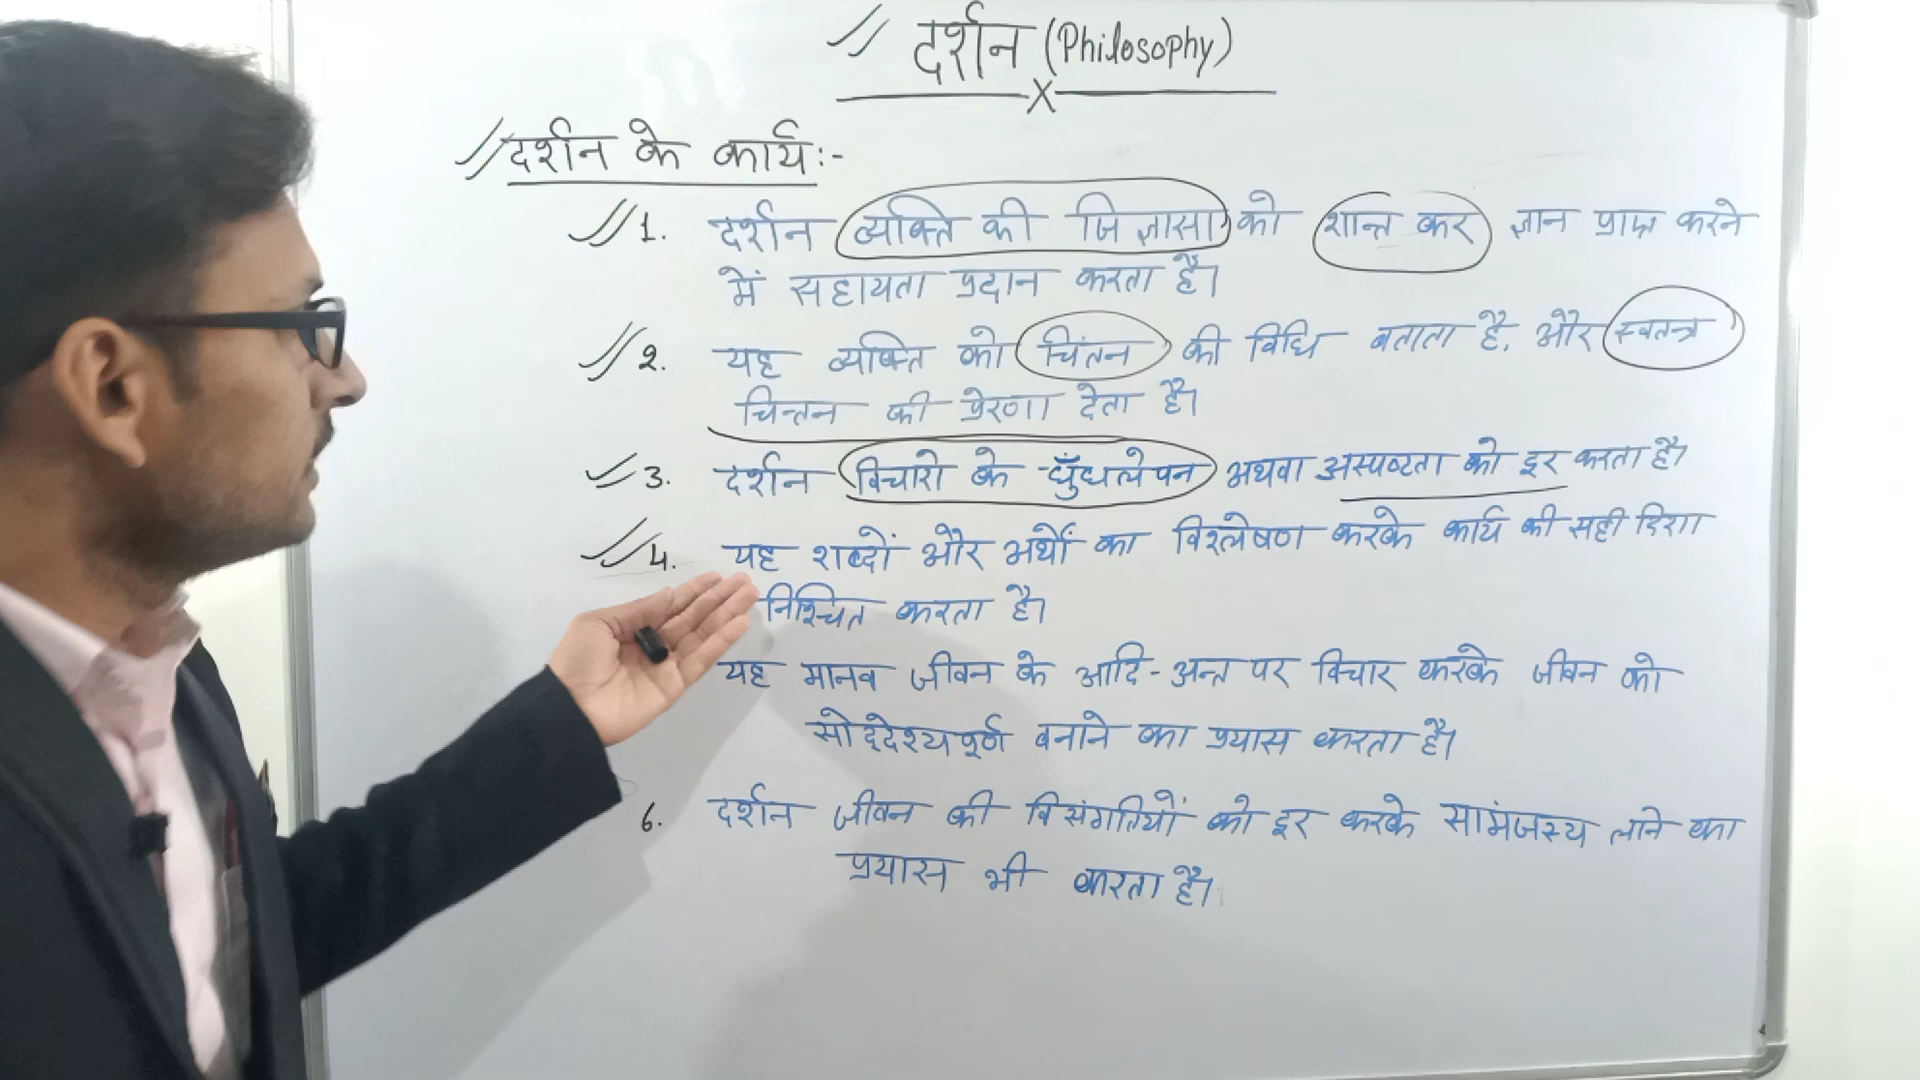 दर्शन (Philosophy)
दर्शन के कार्य :-
1. दर्शन व्यक्ति की जिज्ञासा को शान्त कर ज्ञान प्राप्त करने
में सहायता प्रदान करता है।
2. यह व्यक्ति को चिंतन की विधि बताता है, और स्वतन्त्र
चिन्तन की प्रेरणा देता है।
3. दर्शन विचारो के धुँधलेपन अथवा अस्पष्टता को दूर करता है।
4. यह शब्दों और अर्थों का विश्लेषण करके कार्य की सही दिशा
निश्चित करता है।
यह मानव जीवन के आदि-अन्त पर विचार करके जीवन को
सोद्देश्यपूर्ण बनाने का प्रयास करता है।
6. दर्शन जीवन की विसंगतियों को दूर करके सामंजस्य लाने का
प्रयास भी करता है।